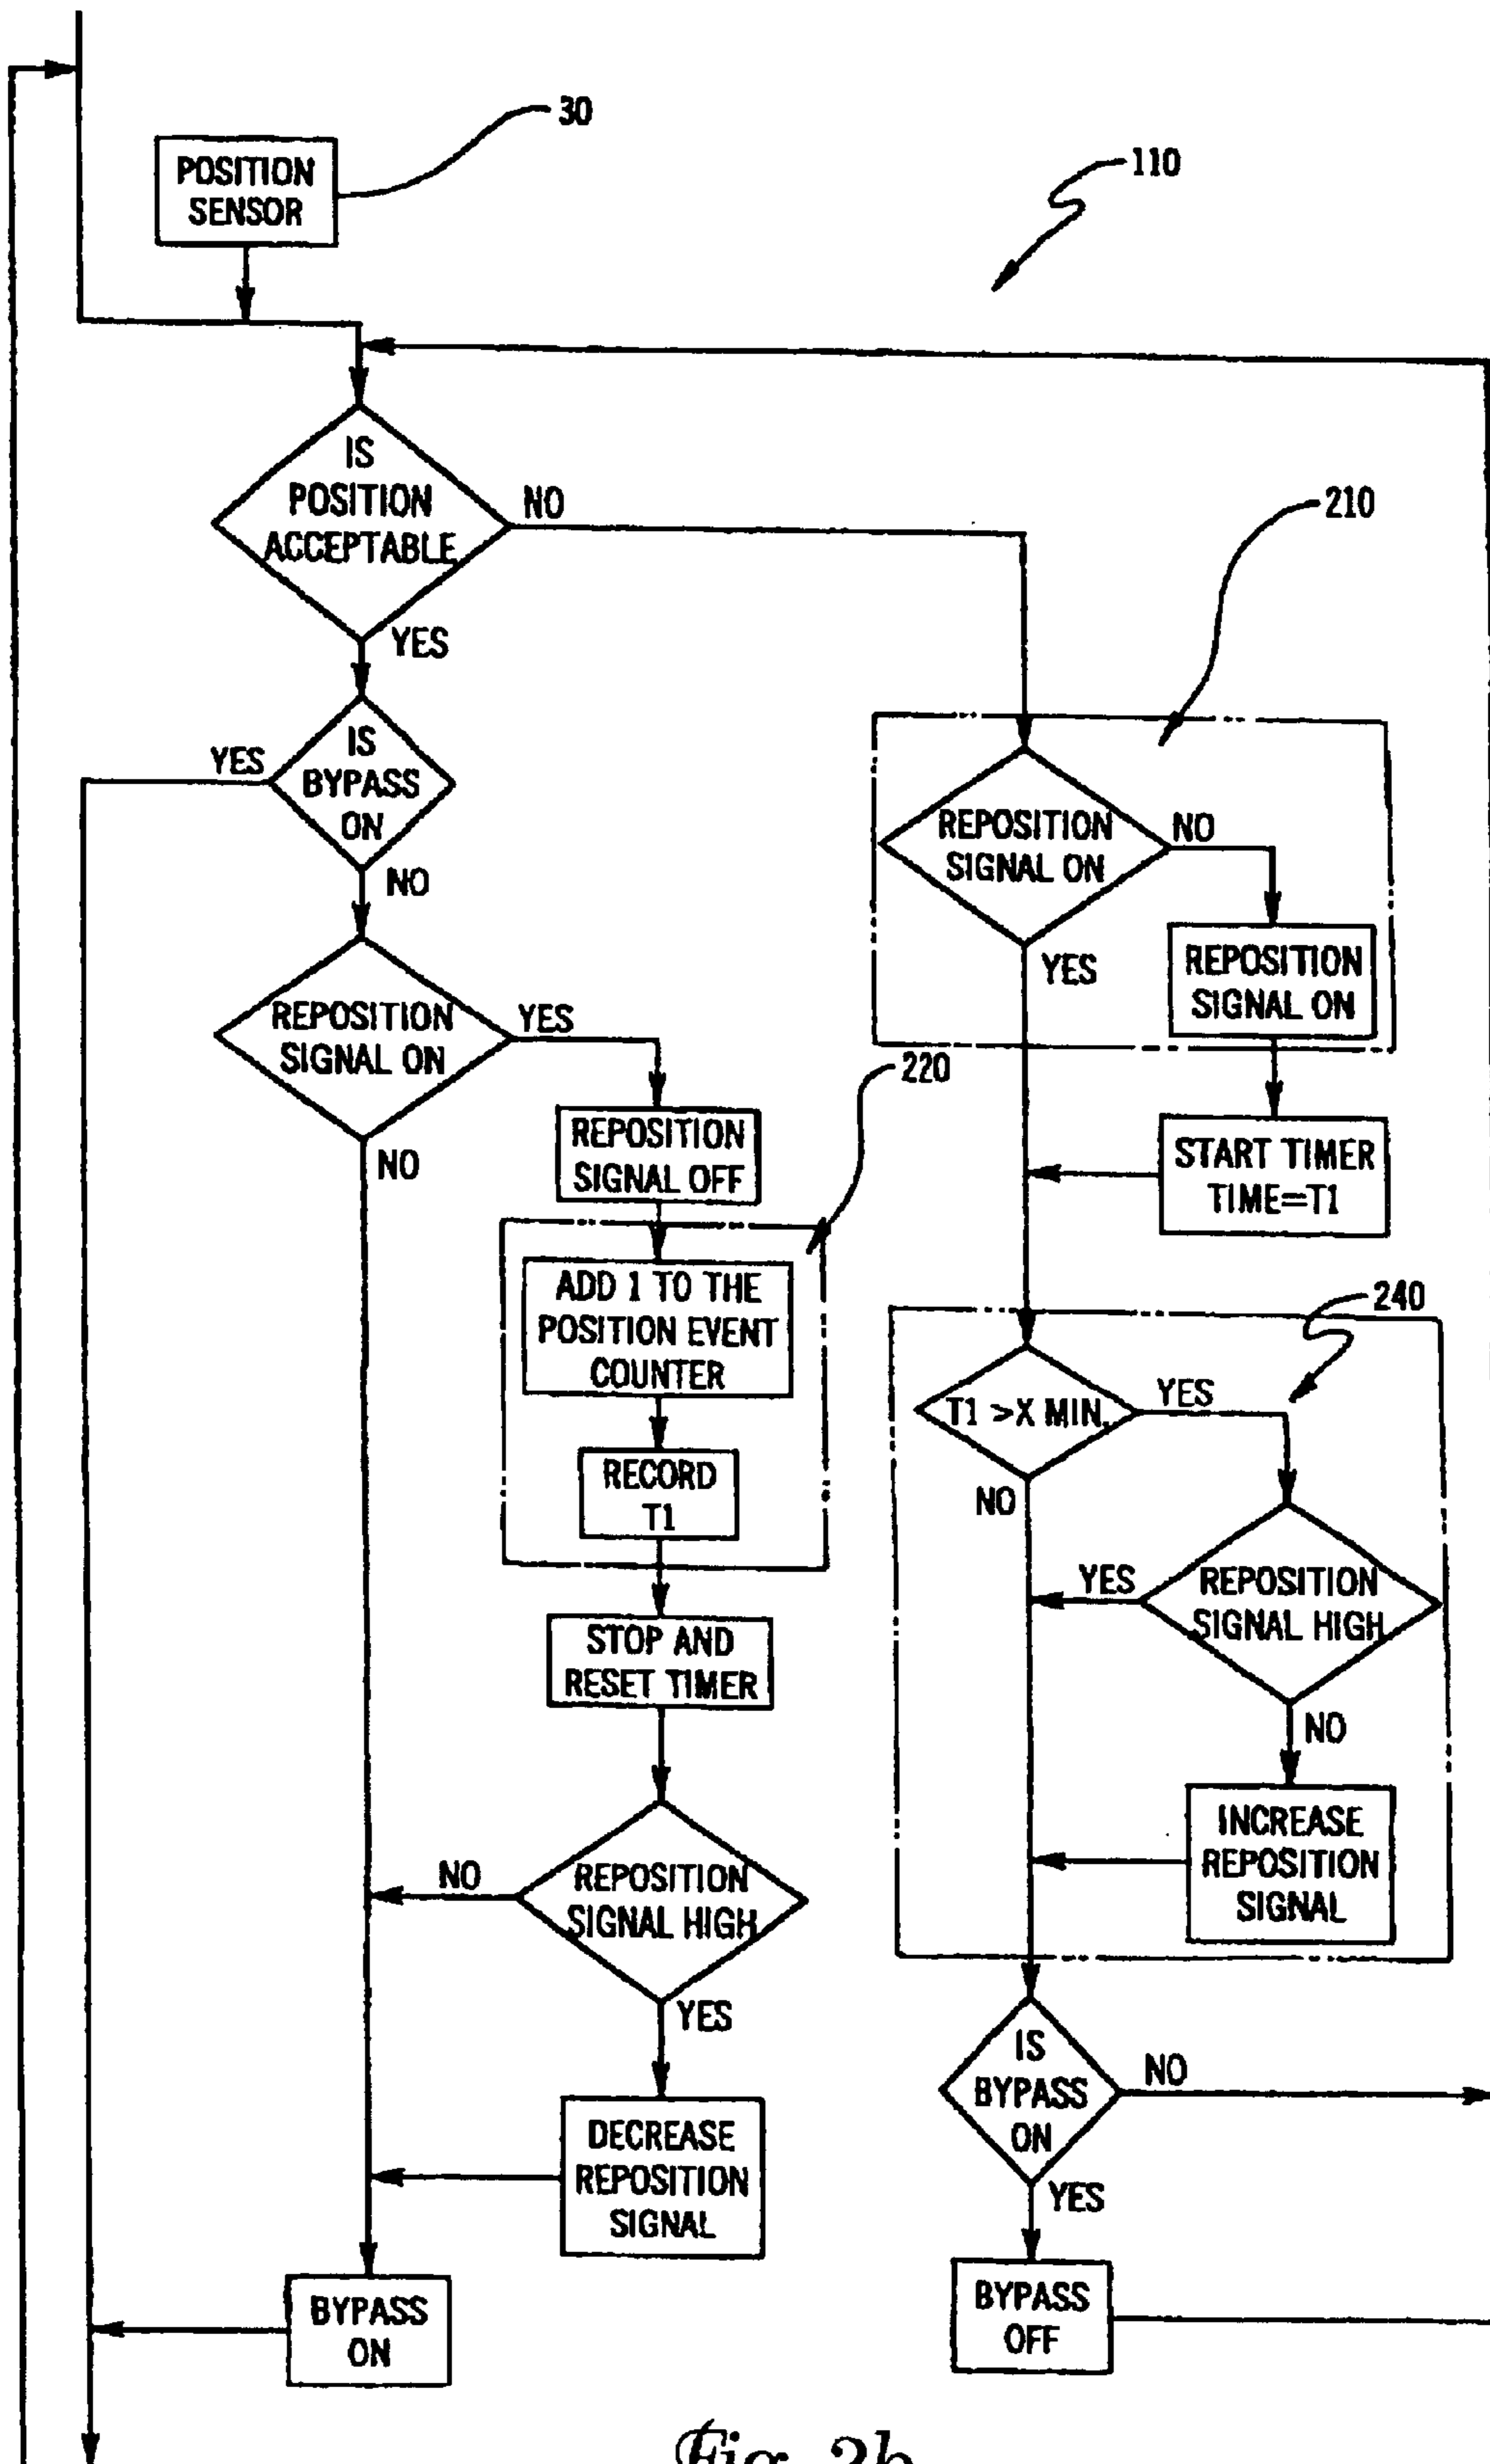 30
POSITION
SENSOR
110
IS
POSITION
ACCEPTABLE
NO
YES
210
IS
BYPASS
ON
YES
NO
REPOSITION
SIGNAL ON
NO
YES
REPOSITION
SIGNAL ON
REPOSITION
SIGNAL ON
YES
NO
220
REPOSITION
SIGNAL OFF
START TIMER
TIME=T1
ADD 1 TO THE
POSITION EVENT
COUNTER
RECORD
T1
240
T1 >X MIN.
YES
NO
REPOSITION
SIGNAL HIGH
YES
NO
STOP AND
RESET TIMER
REPOSITION
SIGNAL HIGH
NO
YES
INCREASE
REPOSITION
SIGNAL
IS
BYPASS
ON
NO
YES
DECREASE
REPOSITION
SIGNAL
BYPASS
ON
BYPASS
OFF
Fig. 2b